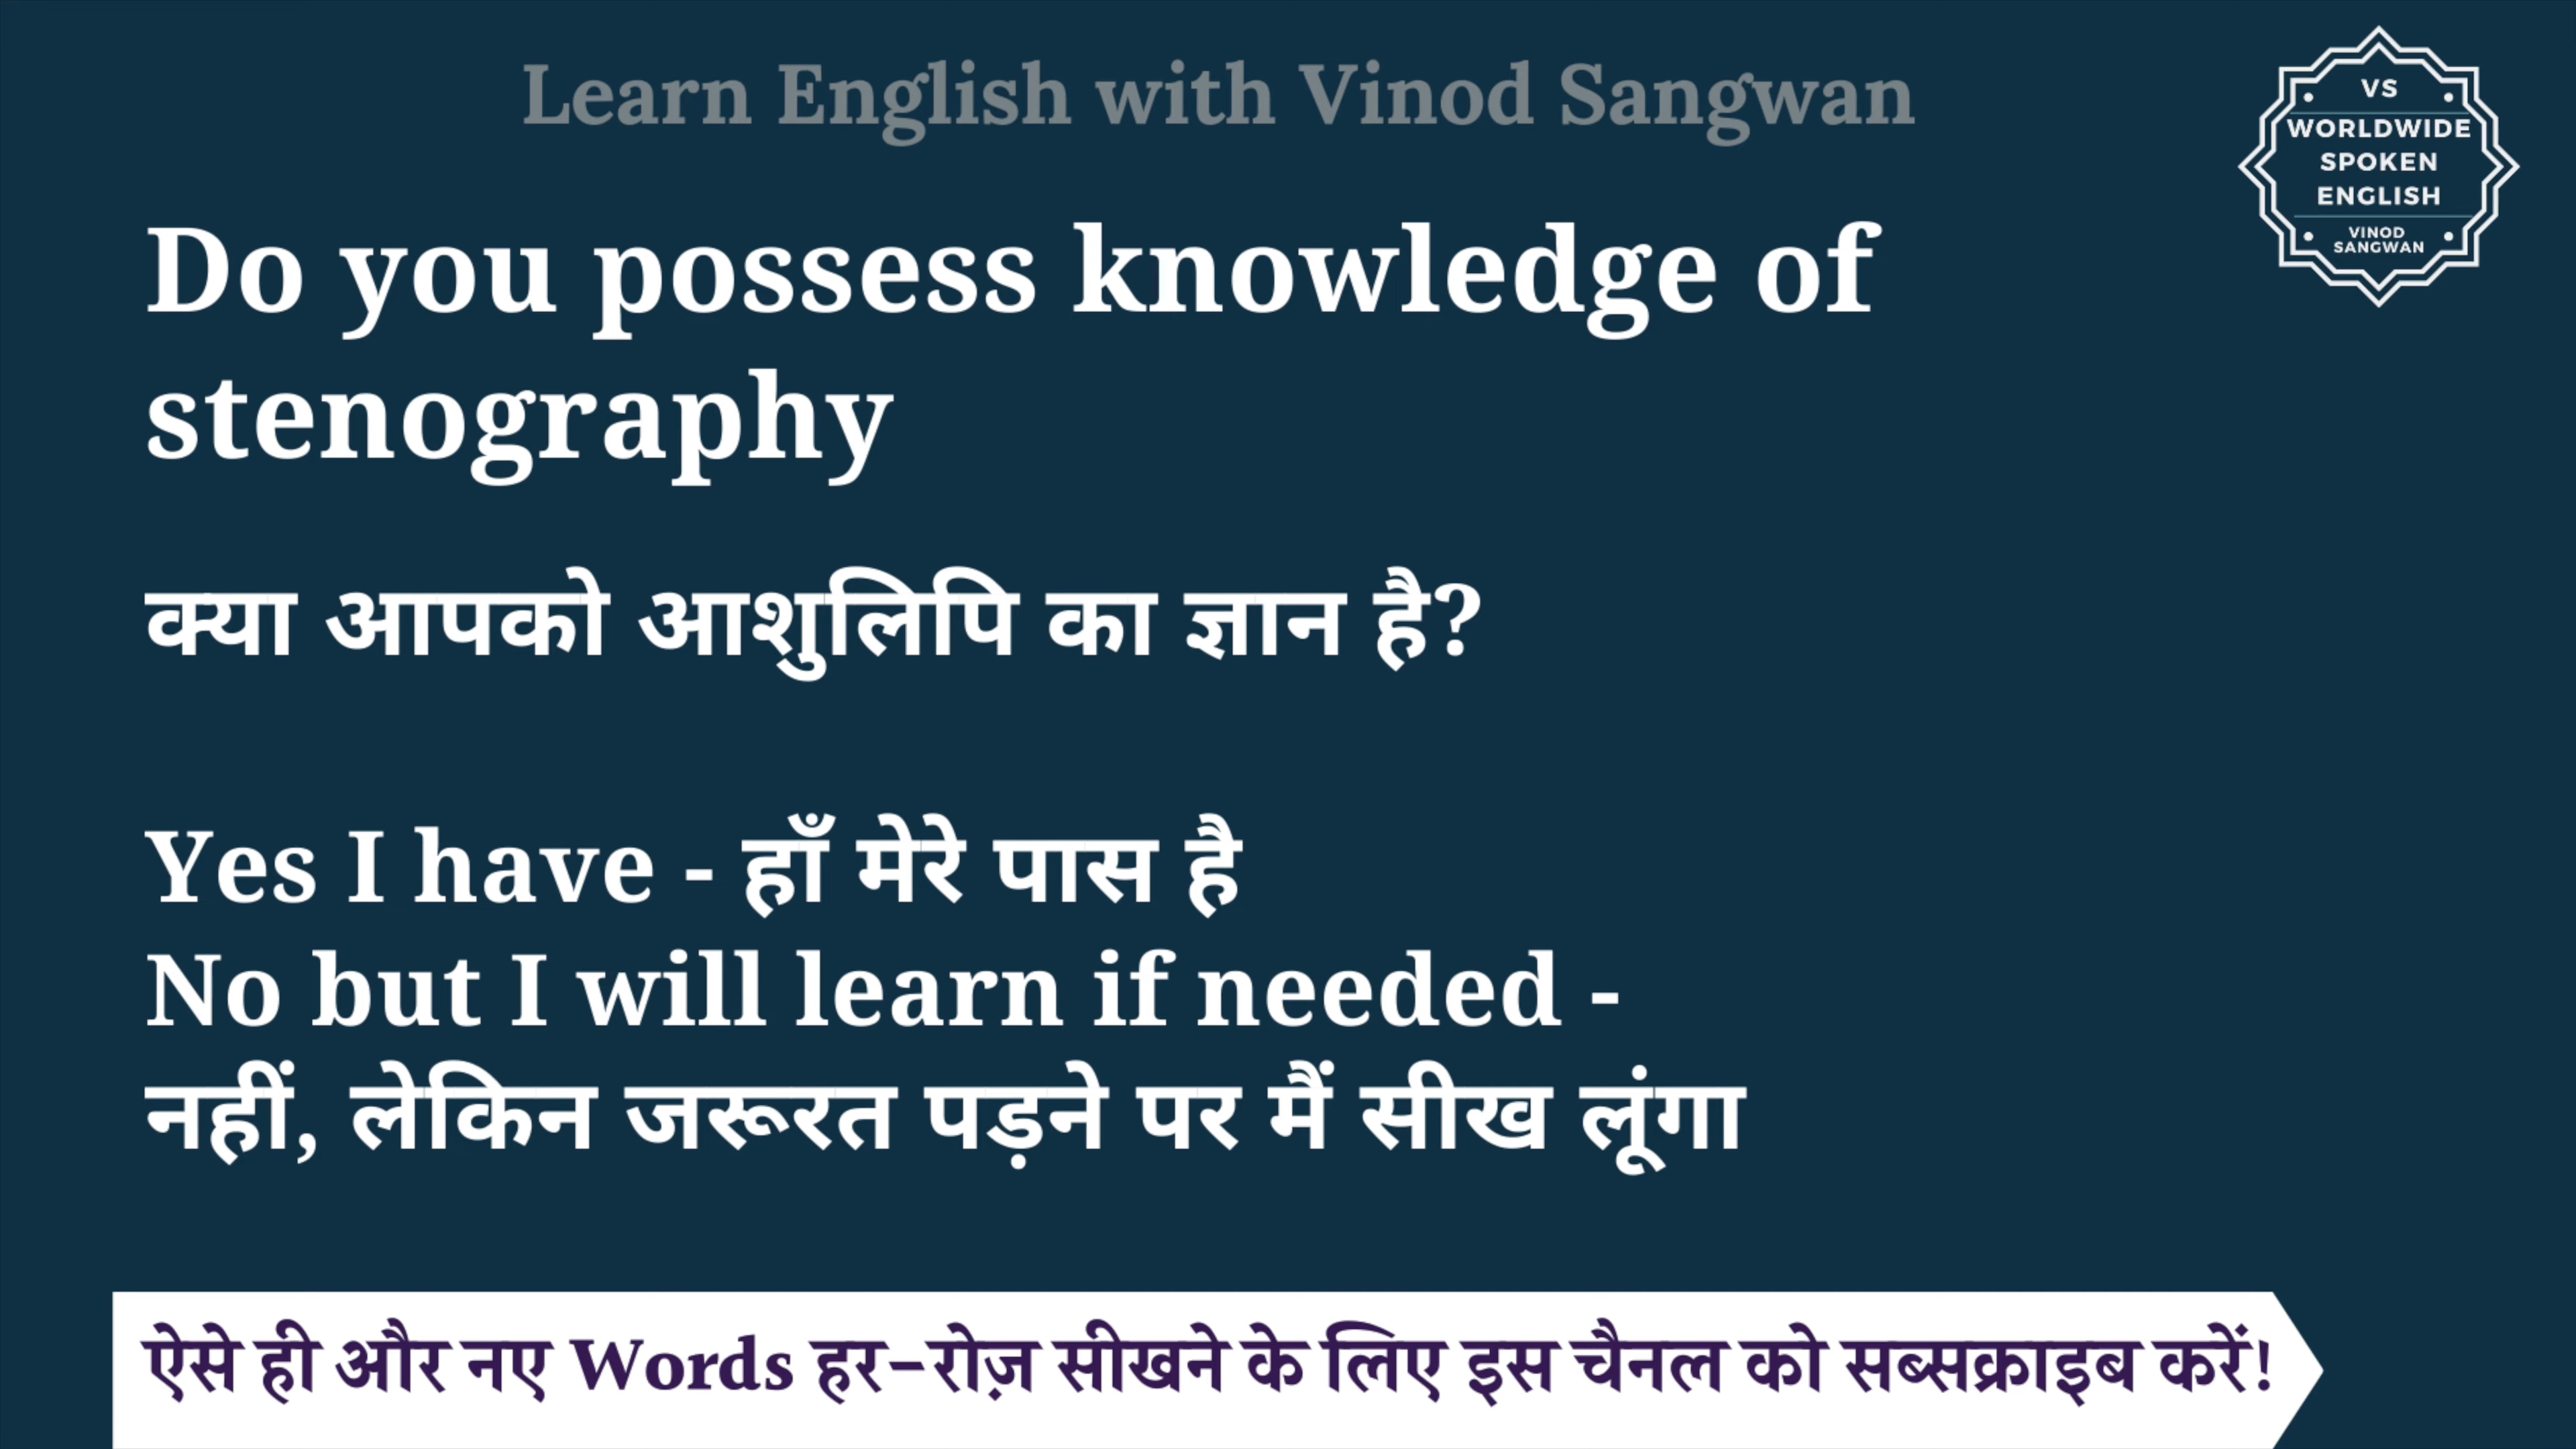 Learn English with Vinod Sangwan
VS
WORLDWIDE
SPOKEN
ENGLISH
VINOD
SANGWAN
Do you possess knowledge of
stenography
क्या आपको आशुलिपि का ज्ञान है?
Yes I have - हाँ मेरे पास है
No but I will learn if needed -
नहीं, लेकिन जरूरत पड़ने पर मैं सीख लूंगा
ऐसे ही और नए Words हर-रोज़ सीखने के लिए इस चैनल को सब्सक्राइब करें!